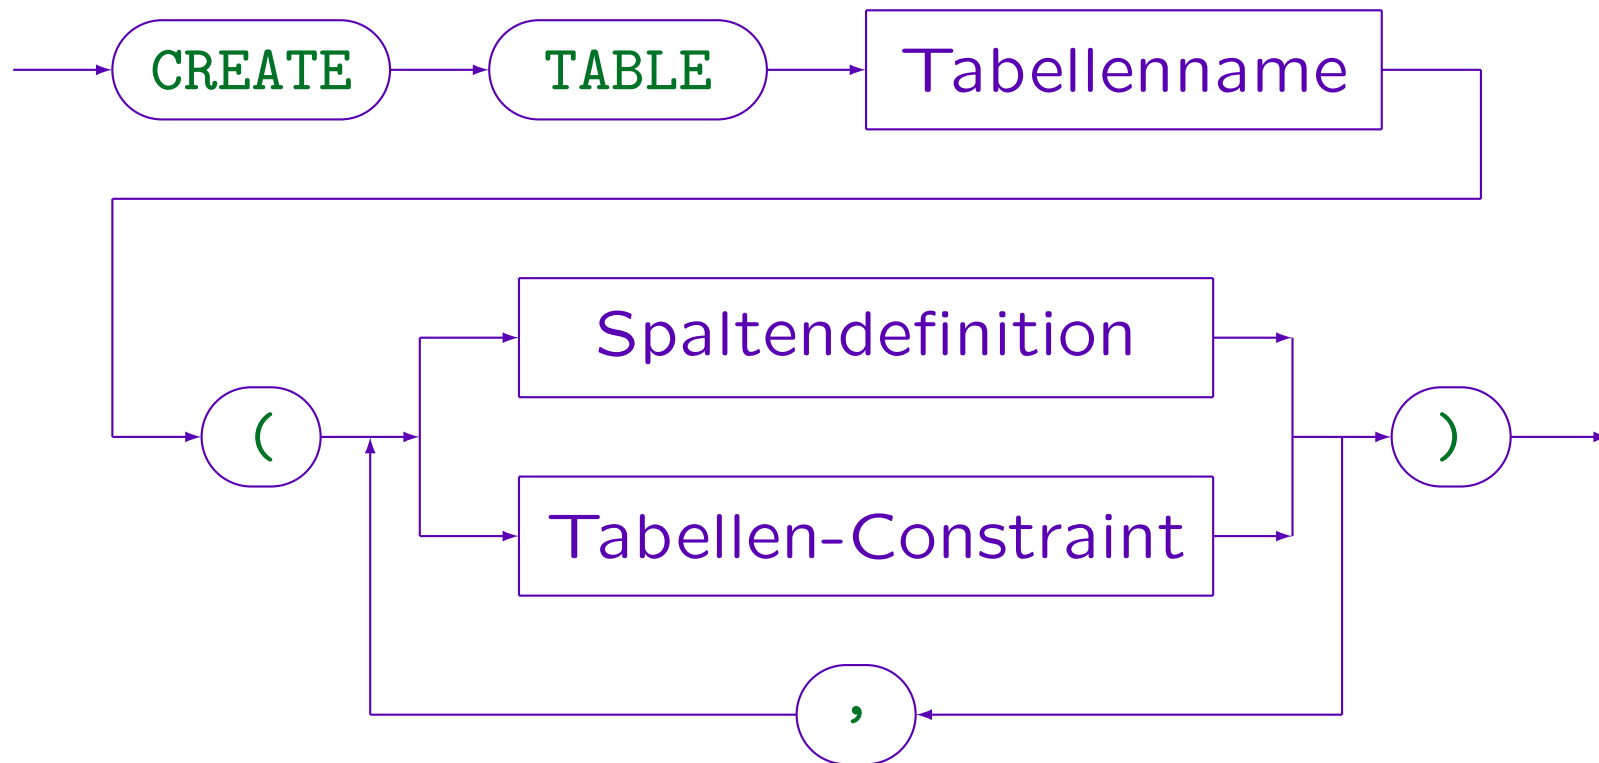 CREATE TABLE Tabellenname
Spaltendefinition
( )
Tabellen-Constraint
,